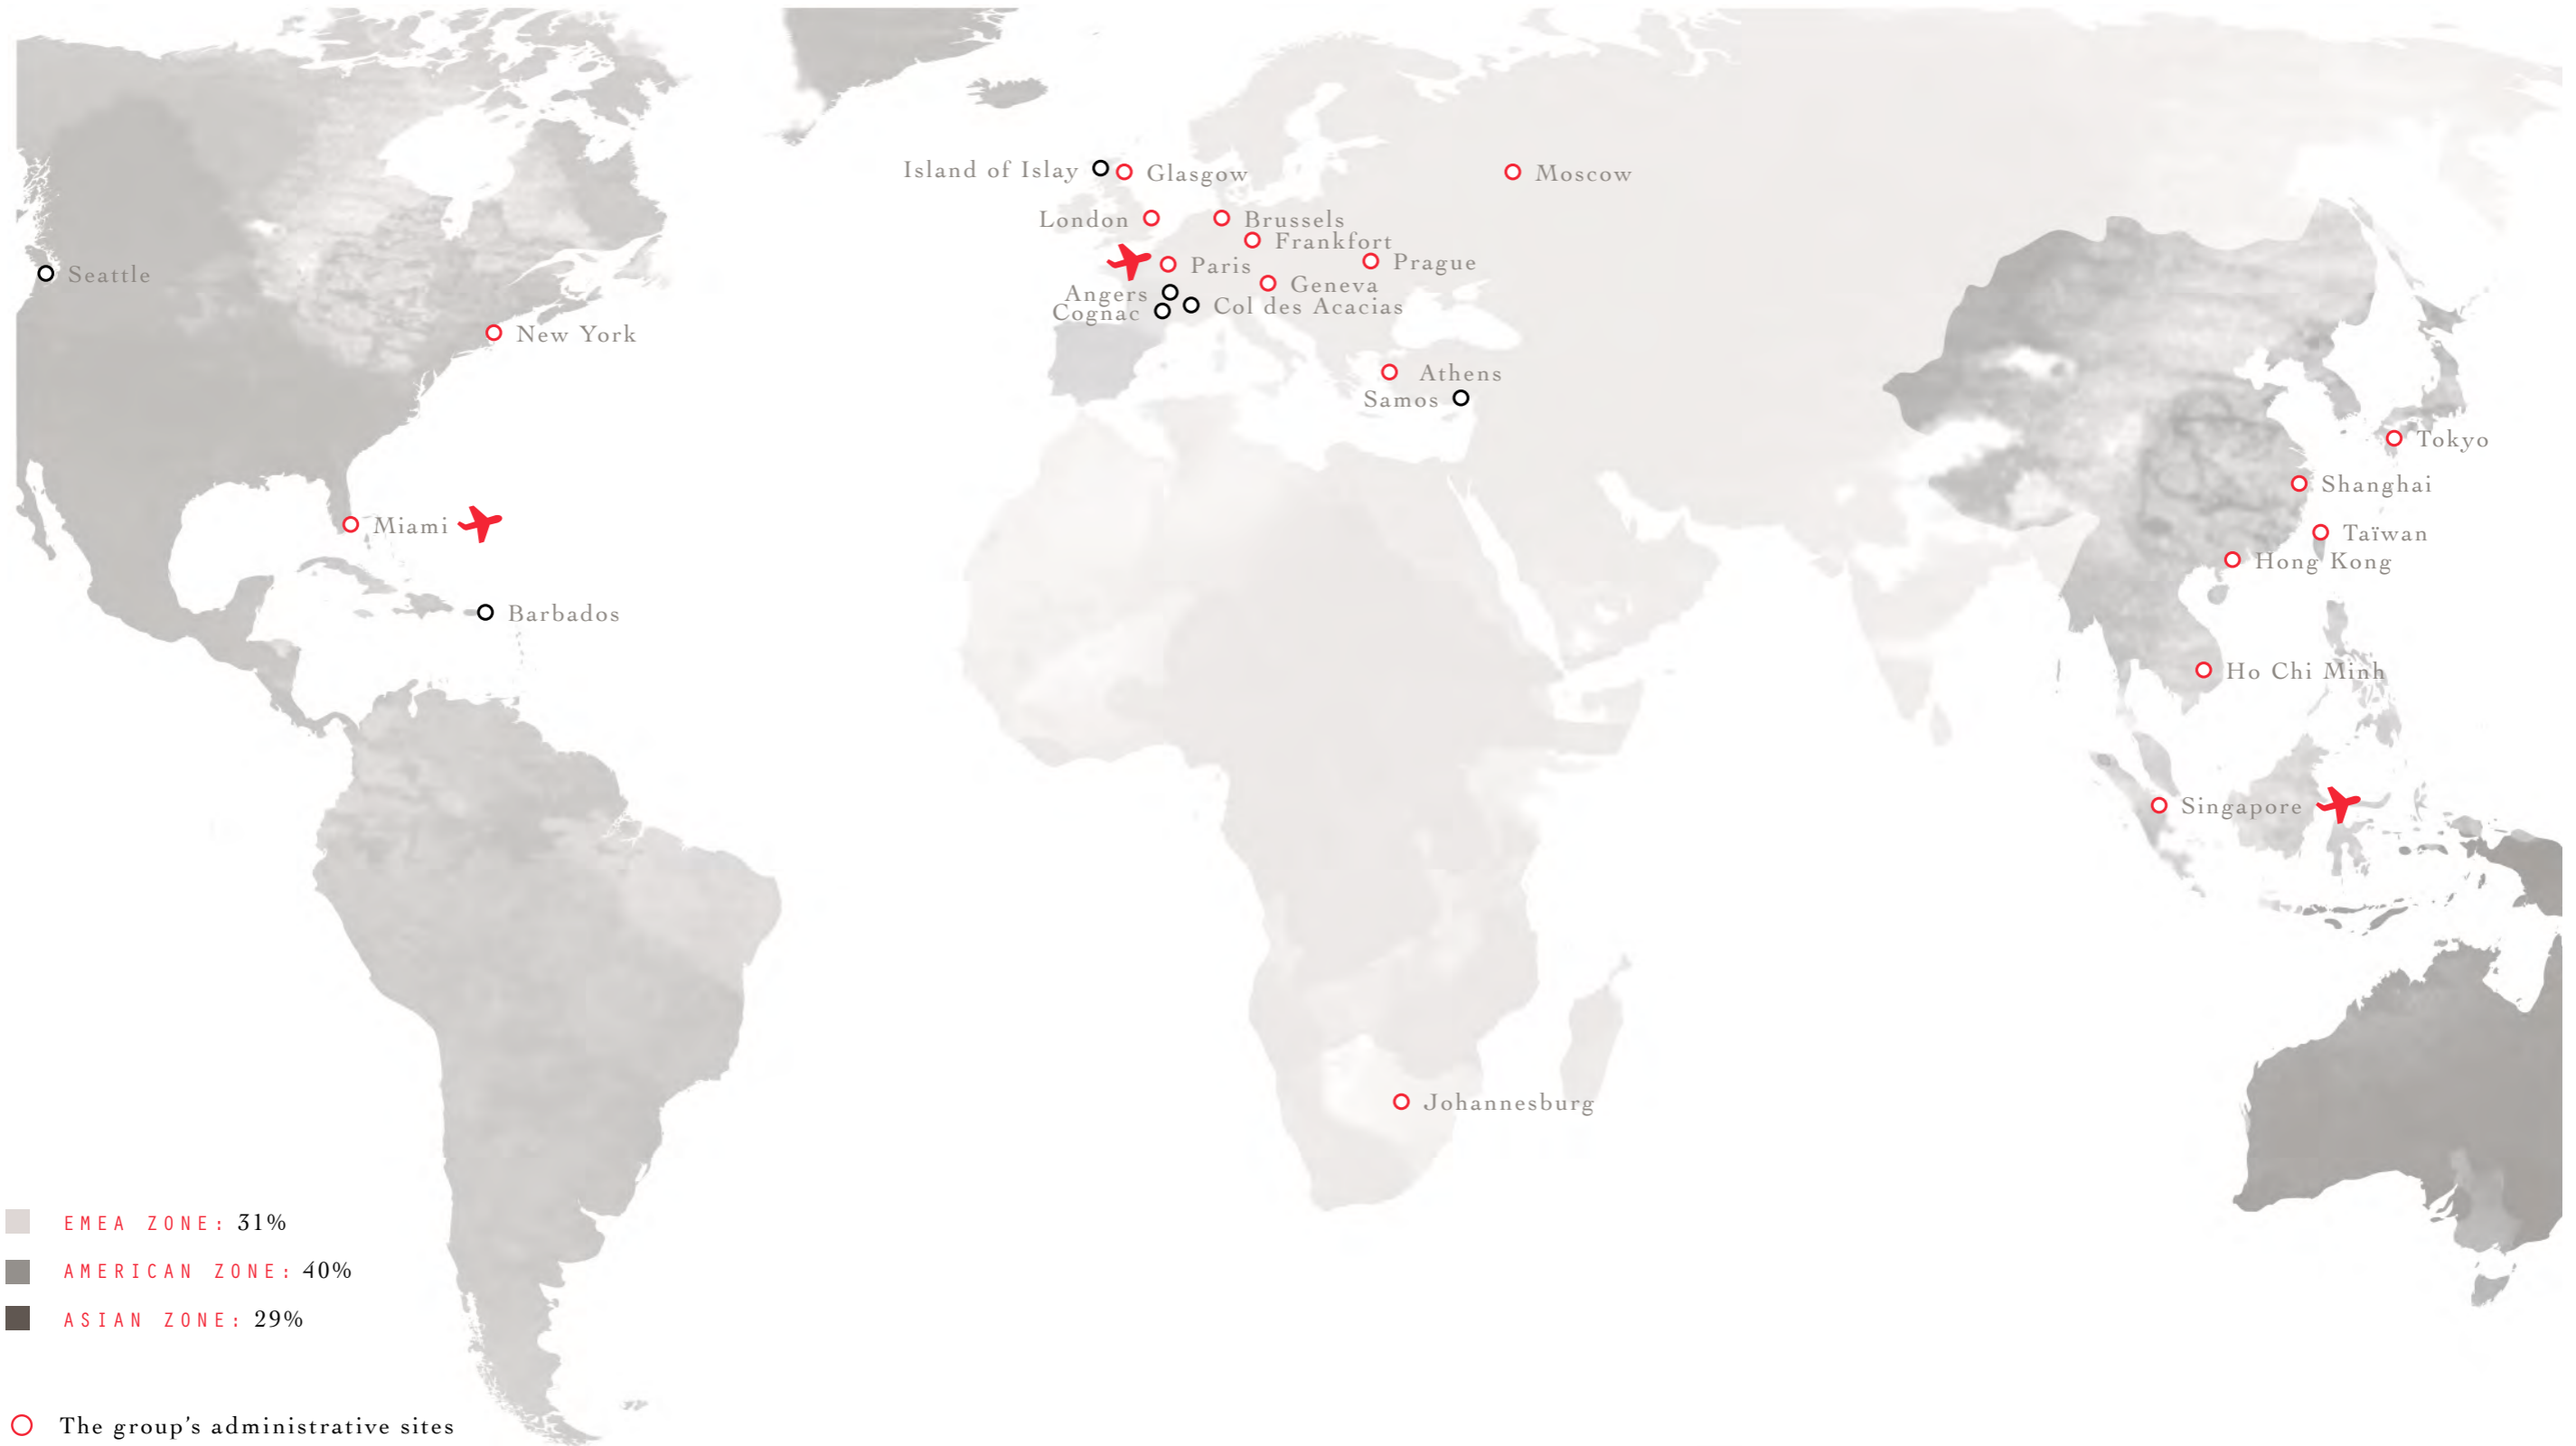 Island of Islay
Glasgow
Moscow
London
Brussels
Frankfort
Paris
Prague
Seattle
Geneva
Angers
Col des Acacias
Cognac
New York
Athens
Samos
Tokyo
Shanghai
Miami
Taïwan
Hong Kong
Barbados
Ho Chi Minh
Singapore
Johannesburg
EMEA ZONE: 31%
AMERICAN ZONE: 40%
ASIAN ZONE: 29%
The group’s administrative sites